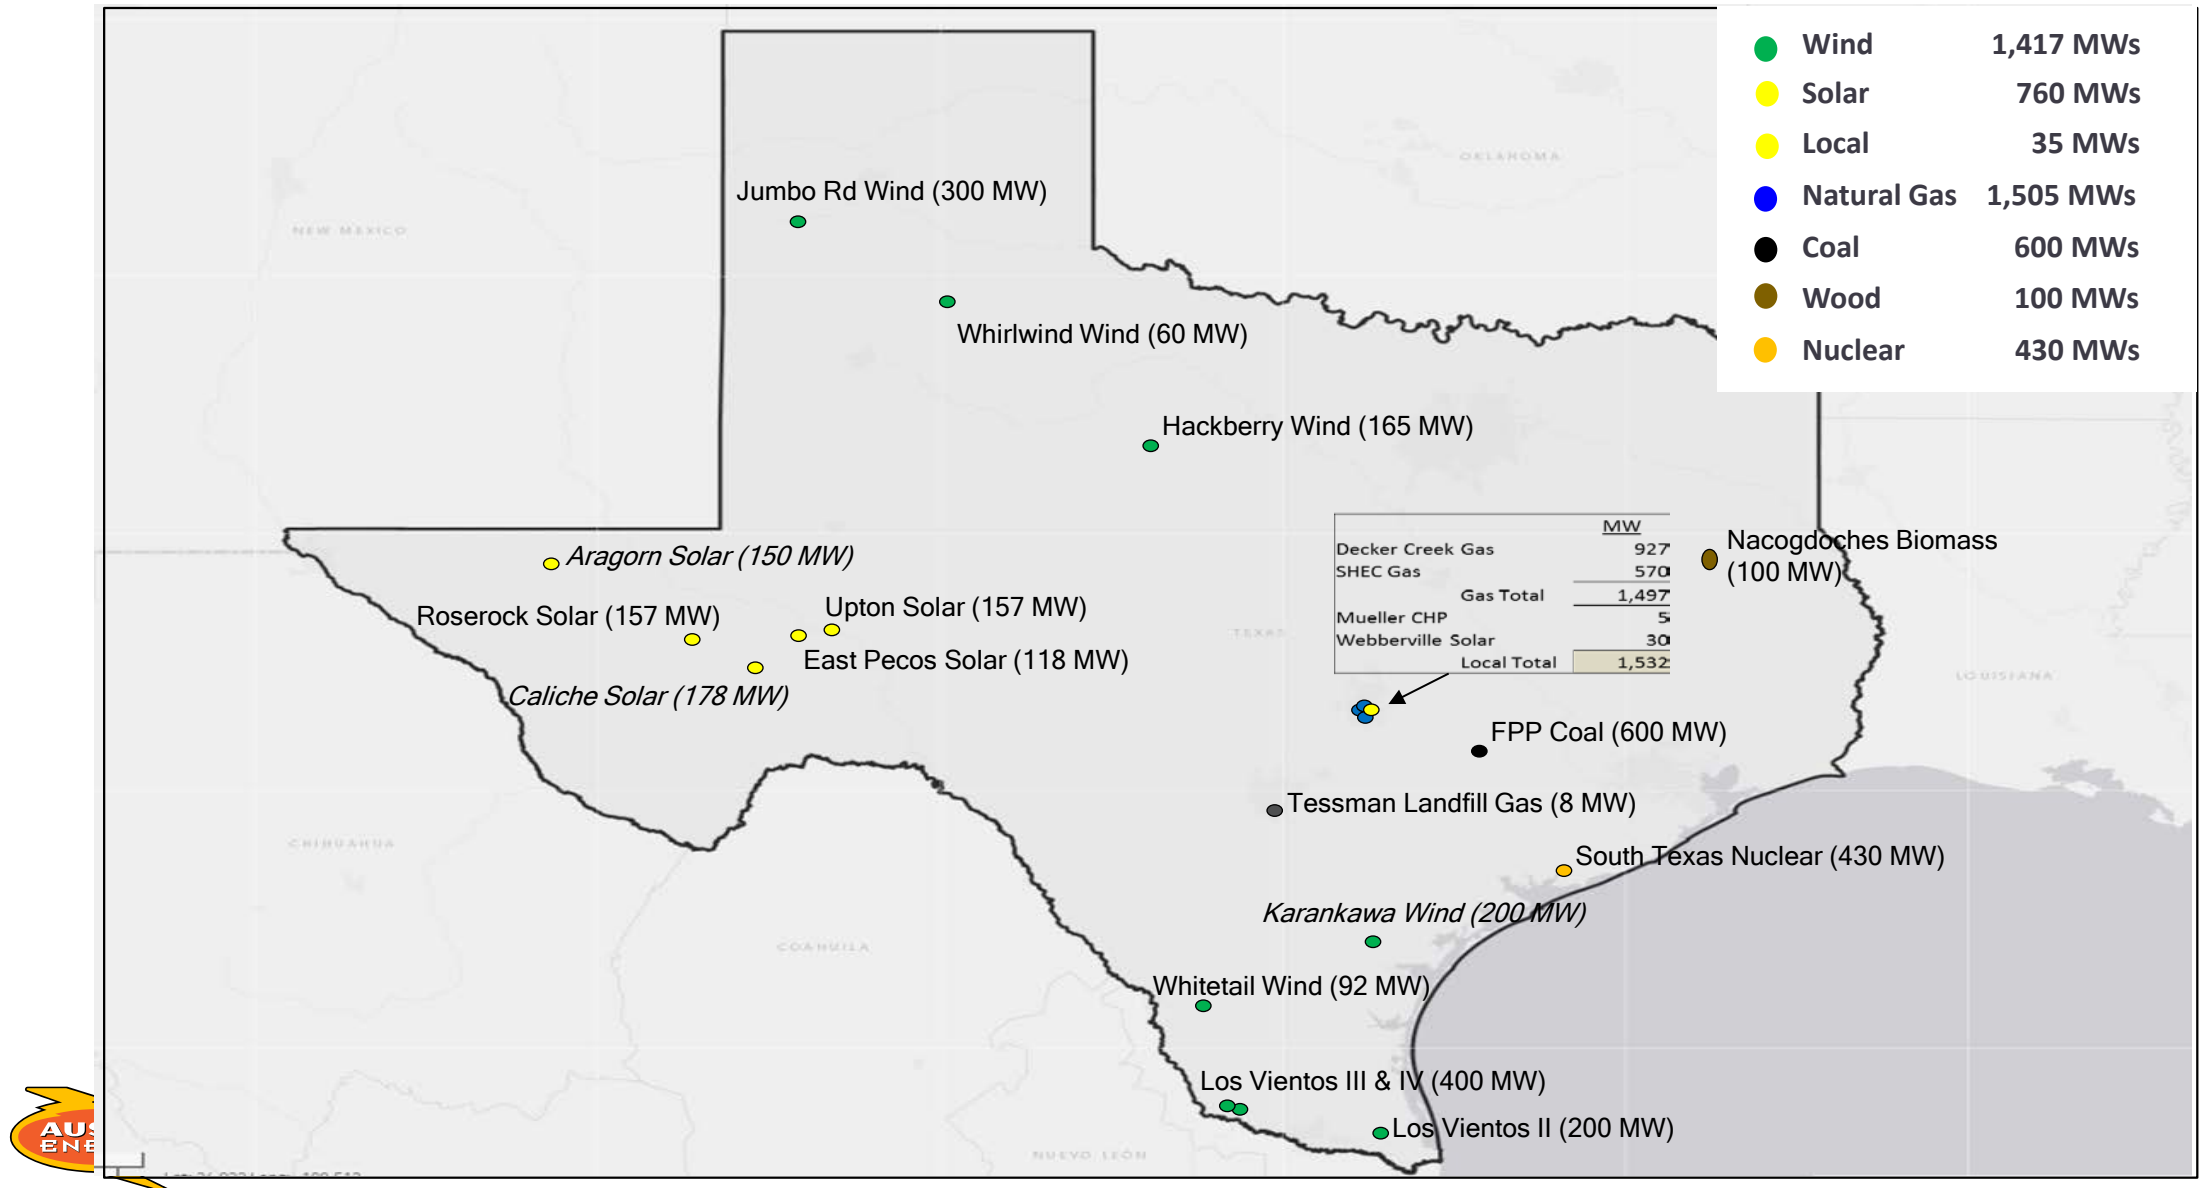 Wind 1,417 MWs
Solar 760 MWs
Local 35 MWs
Natural Gas 1,505 MWs
Coal 600 MWs
Wood 100 MWs
Nuclear 430 MWs
OKLAHOMA
NEW MEXICO
Jumbo Rd Wind (300 MW)
Whirlwind Wind (60 MW)
Hackberry Wind (165 MW)
MW
Decker Creek Gas 927
SHEC Gas 570
Gas Total 1,497
Mueller CHP 5
Webberville Solar 30
Local Total 1,532
Nacogdoches Biomass
(100 MW)
Aragorn Solar (150 MW)
Roserock Solar (157 MW)
Upton Solar (157 MW)
East Pecos Solar (118 MW)
Caliche Solar (178 MW)
TEXAS
LOUISIANA
FPP Coal (600 MW)
Tessman Landfill Gas (8 MW)
South Texas Nuclear (430 MW)
CHIHUAHUA
COAHUILA
Karankawa Wind (200 MW)
Whitetail Wind (92 MW)
Los Vientos III & IV (400 MW)
Los Vientos II (200 MW)
NUEVO LEÓN
AUS
ENE